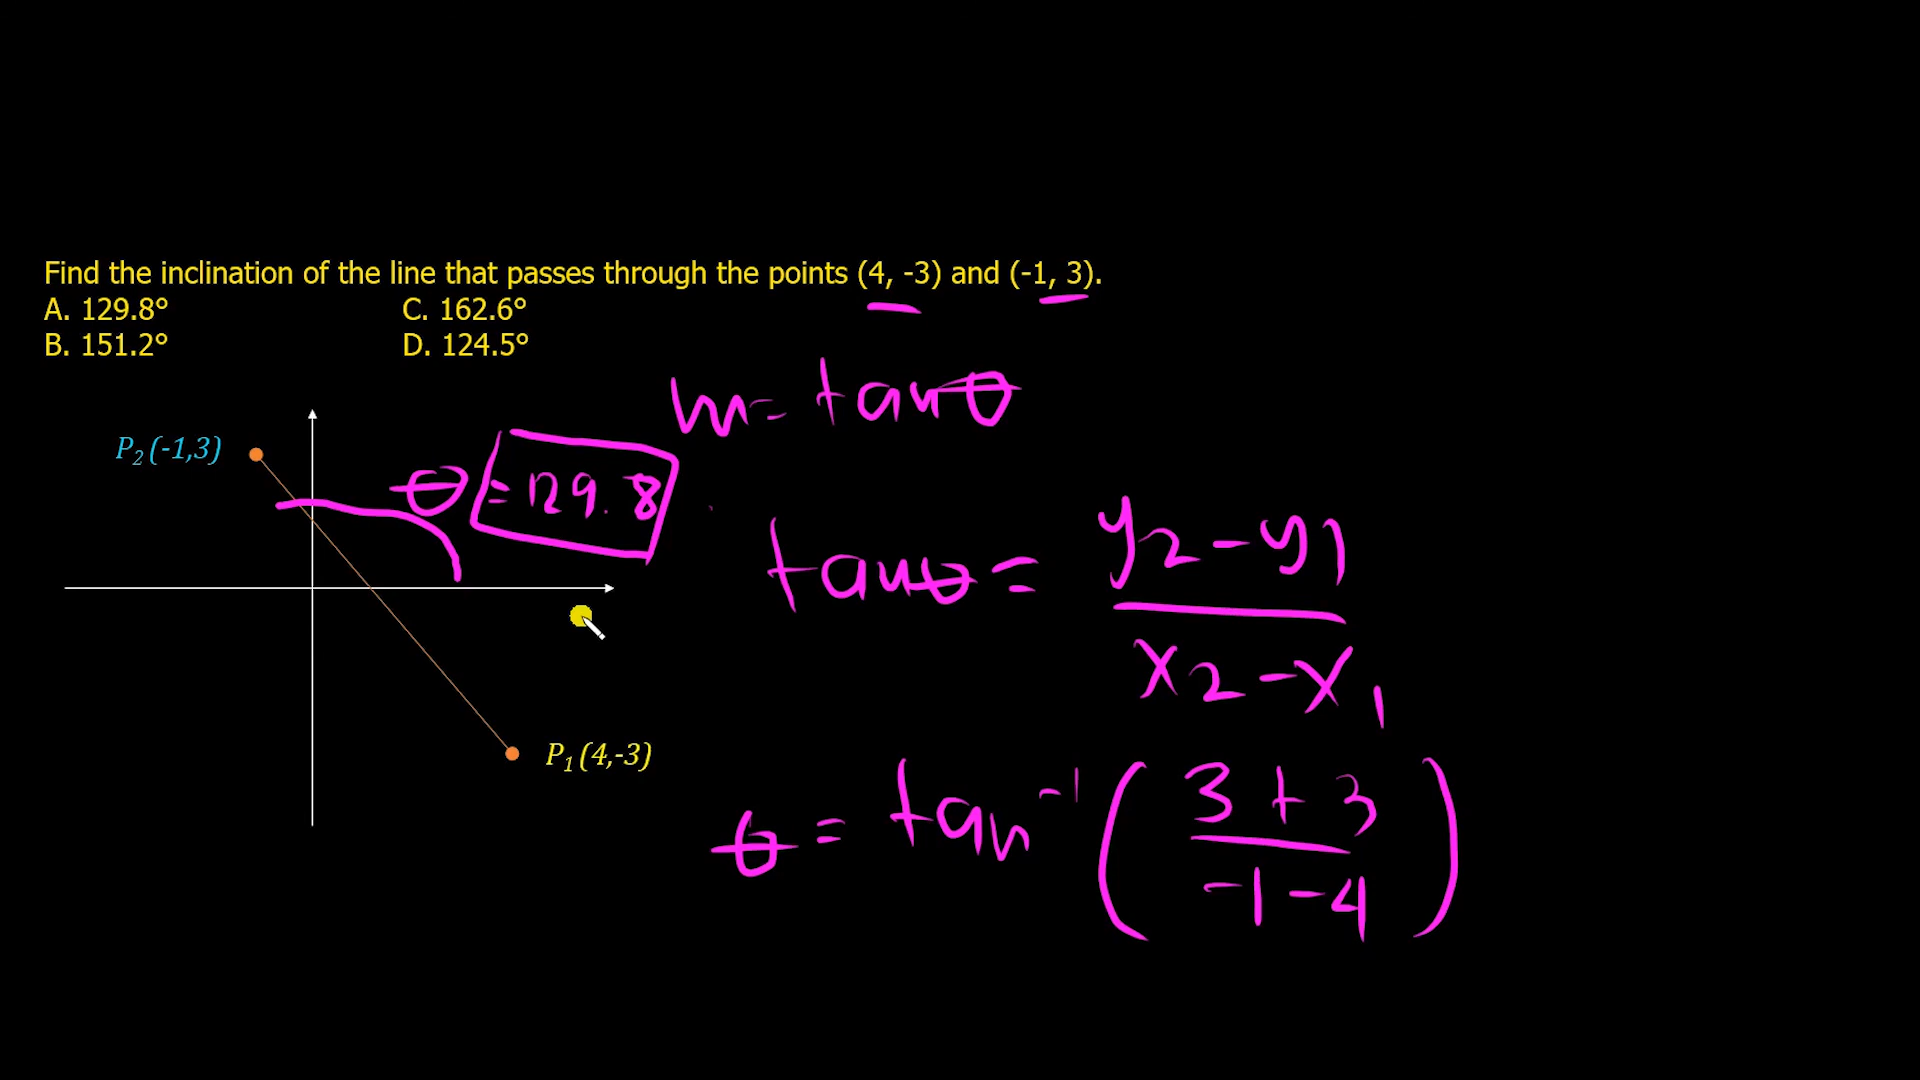 Find the inclination of the line that passes through the points (4, -3) and (-1, 3).
A. 129.8° C. 162.6°
B. 151.2° D. 124.5°
m = tanθ
P₂ (-1,3)
θ = 129.8
tanθ = y₂ - y₁
x₂ - x₁
P₁ (4,-3)
θ = tan⁻¹ ( 3 + 3
-1 - 4 )